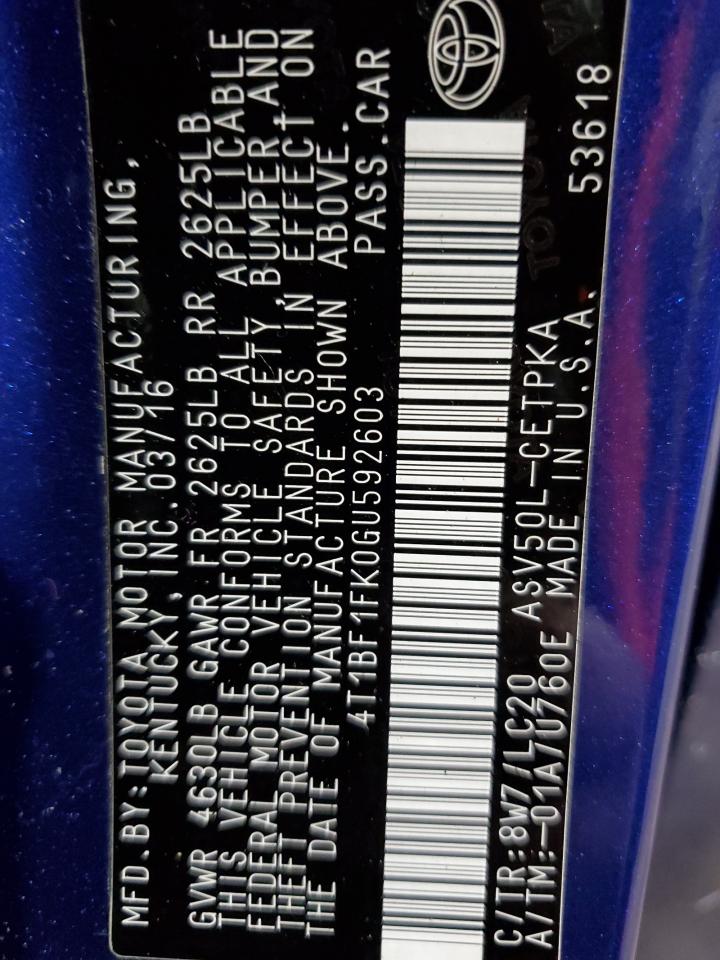 MFD.BY:TOYOTA MOTOR MANUFACTURING,
KENTUCKY,INC.03/16
GVWR 4630LB GAWR FR 2625LB RR 2625LB
THIS VEHICLE CONFORMS TO ALL APPLICABLE
FEDERAL MOTOR VEHICLE SAFETY,BUMPER,AND
THEFT PREVENTION STANDARDS IN EFFECT ON
THE DATE OF MANUFACTURE SHOWN ABOVE.
4T1BF1FK0GU592603 PASS.CAR
C/TR:8W7/LC20 ASV50L-CETPKA
A/TM:-01A/U760E MADE IN U.S.A. 53618
TOYOTA